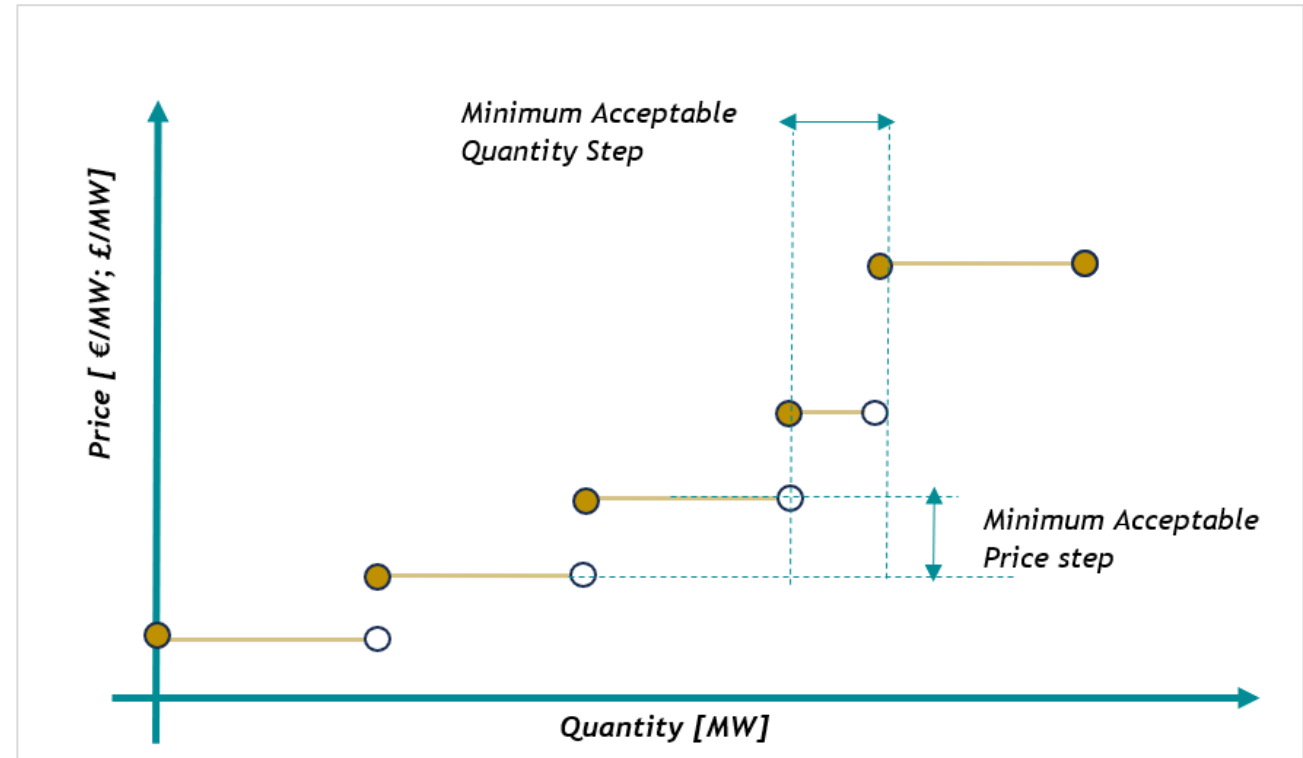 Minimum Acceptable
Quantity Step
Price [ €/MW; £/MW]
Minimum Acceptable
Price step
Quantity [MW]